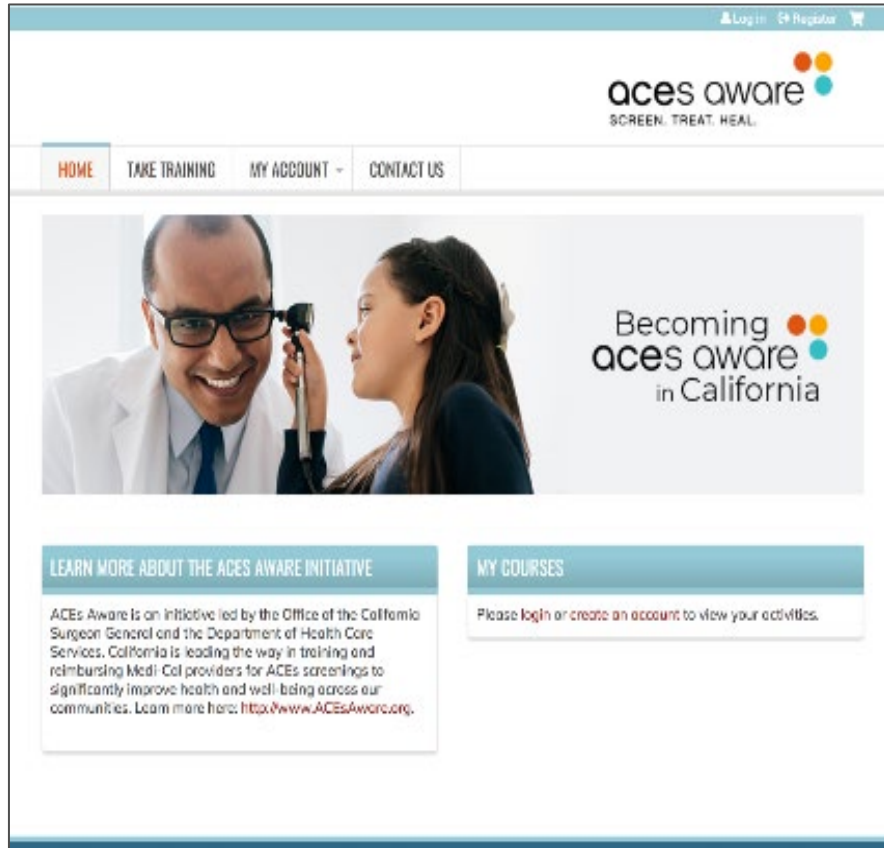 Log in Register
aces aware
SCREEN. TREAT. HEAL.
HOME TAKE TRAINING MY ACCOUNT CONTACT US
Becoming
aces aware
in California
LEARN MORE ABOUT THE ACES AWARE INITIATIVE
ACEs Aware is an initiative led by the Office of the California
Surgeon General and the Department of Health Care
Services. California is leading the way in training and
reimbursing Medi-Cal providers for ACEs screenings to
significantly improve health and well-being across our
communities. Learn more here: http://www.ACEsAware.org.
MY COURSES
Please login or create an account to view your activities.